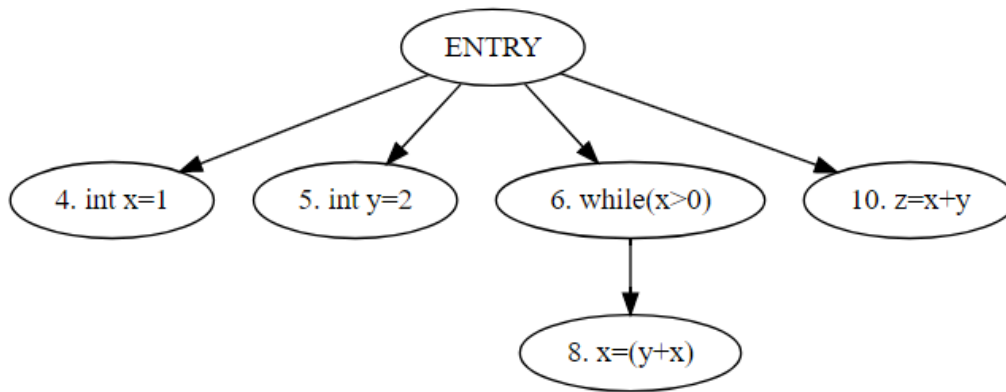 ENTRY
4. int x=1
5. int y=2
6. while(x>0)
10. z=x+y
8. x=(y+x)